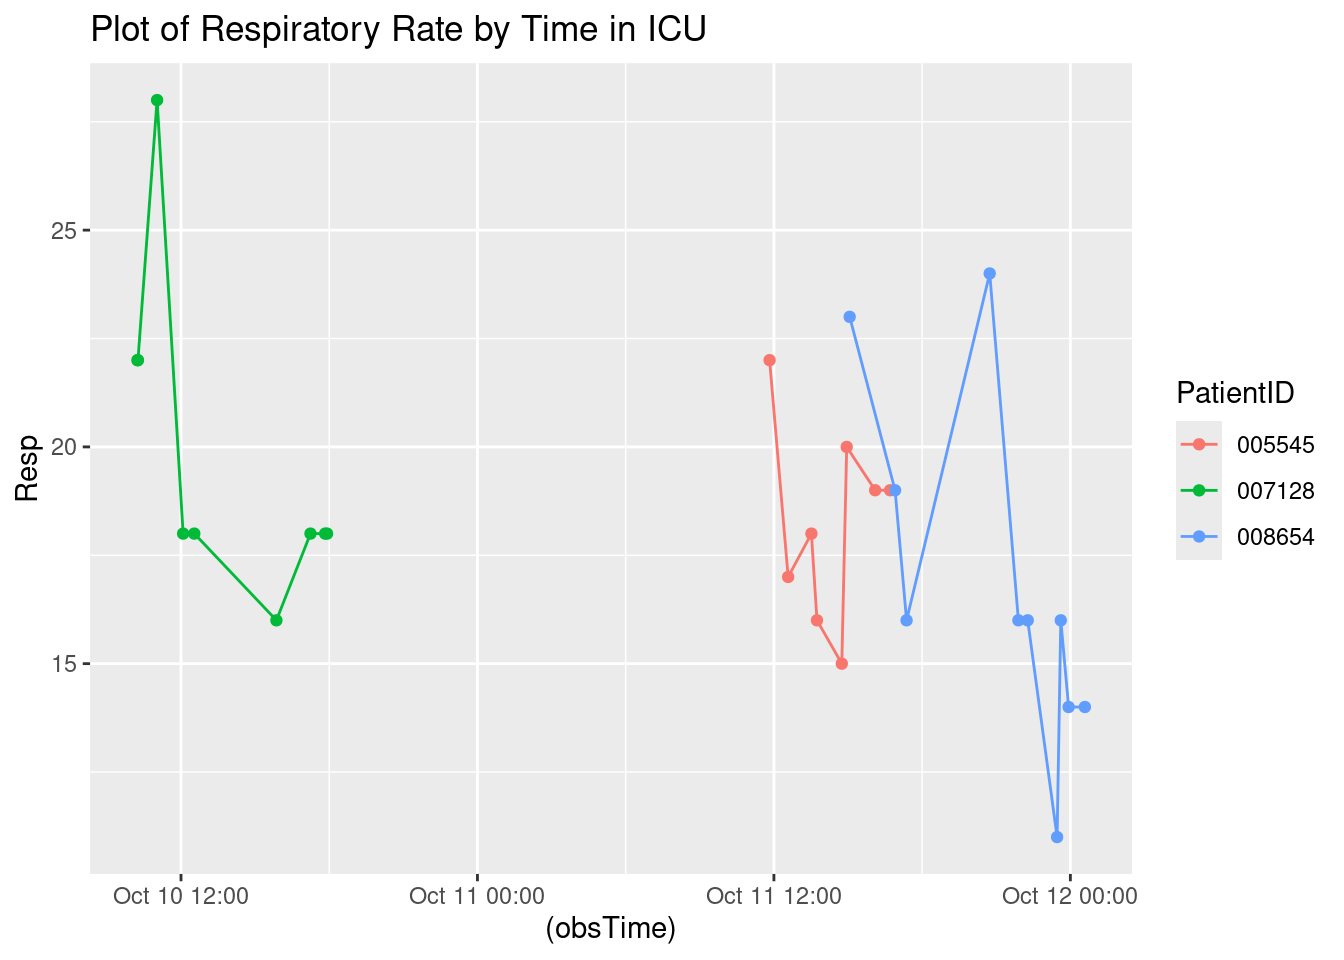 Plot of Respiratory Rate by Time in ICU
Resp
25
20
15
Oct 10 12:00
Oct 11 00:00
Oct 11 12:00
Oct 12 00:00
(obsTime)
PatientID
005545
007128
008654